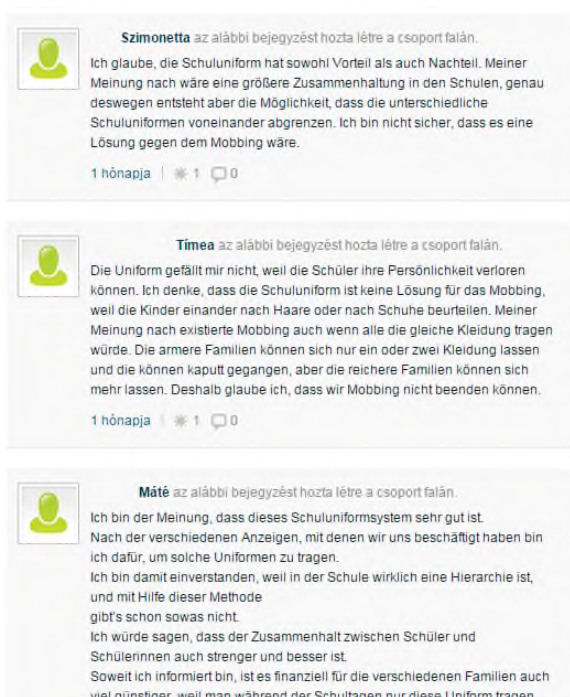 Szimonetta az alábbi bejegyzést hozta létre a csoport falán.
Ich glaube, die Schuluniform hat sowohl Vorteil als auch Nachteil. Meiner
Meinung nach wäre eine größere Zusammenhaltung in den Schulen, genau
deswegen entsteht aber die Möglichkeit, dass die unterschiedliche
Schuluniformen voneinander abgrenzen. Ich bin nicht sicher, dass es eine
Lösung gegen dem Mobbing wäre.
1 hónapja 1 0
Tímea az alábbi bejegyzést hozta létre a csoport falán.
Die Uniform gefällt mir nicht, weil die Schüler ihre Persönlichkeit verloren
können. Ich denke, dass die Schuluniform ist keine Lösung für das Mobbing,
weil die Kinder einander nach Haare oder nach Schuhe beurteilen. Meiner
Meinung nach existierte Mobbing auch wenn alle die gleiche Kleidung tragen
würde. Die armere Familien können sich nur ein oder zwei Kleidung lassen
und die können kaputt gegangen, aber die reichere Familien können sich
mehr lassen. Deshalb glaube ich, dass wir Mobbing nicht beenden können.
1 hónapja 1 0
Máté az alábbi bejegyzést hozta létre a csoport falán.
Ich bin der Meinung, dass dieses Schuluniformsystem sehr gut ist.
Nach der verschiedenen Anzeigen, mit denen wir uns beschäftigt haben bin
ich dafür, um solche Uniformen zu tragen.
Ich bin damit einverstanden, weil in der Schule wirklich eine Hierarchie ist,
und mit Hilfe dieser Methode
gibt's schon sowas nicht.
Ich würde sagen, dass der Zusammenhalt zwischen Schüler und
Schülerinnen auch strenger und besser ist.
Soweit ich informiert bin, ist es finanziell für die verschiedenen Familien auch
viel günstiger, weil man während der Schultagen nur diese Uniform tragen